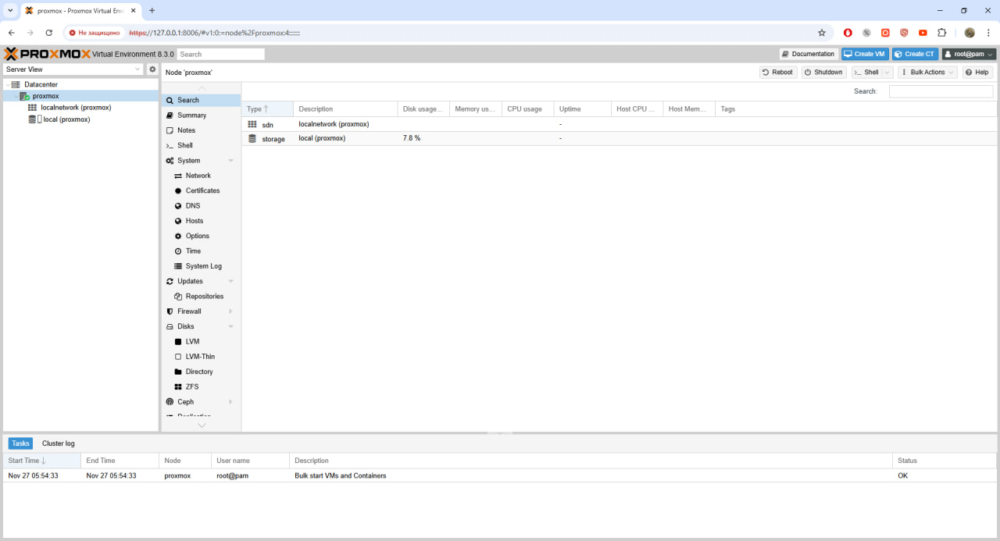 proxmox - Proxmox Virtual Env
Не защищено https://127.0.0.1:8006/#v1:0:=node%2Fproxmox:4:::::::
PROXMOX Virtual Environment 8.3.0 Search Documentation Create VM Create CT root@pam
Server View Node 'proxmox' Reboot Shutdown Shell Bulk Actions Help
Datacenter
proxmox
localnetwork (proxmox)
local (proxmox)
Search
Summary
Notes
Shell
System
Network
Certificates
DNS
Hosts
Options
Time
System Log
Updates
Repositories
Firewall
Disks
LVM
LVM-Thin
Directory
ZFS
Ceph
Replication
Search:
Type Description Disk usage... Memory us... CPU usage Uptime Host CPU ... Host Mem... Tags
sdn localnetwork (proxmox) -
storage local (proxmox) 7.8 % -
Tasks Cluster log
Start Time End Time Node User name Description Status
Nov 27 05:54:33 Nov 27 05:54:33 proxmox root@pam Bulk start VMs and Containers OK